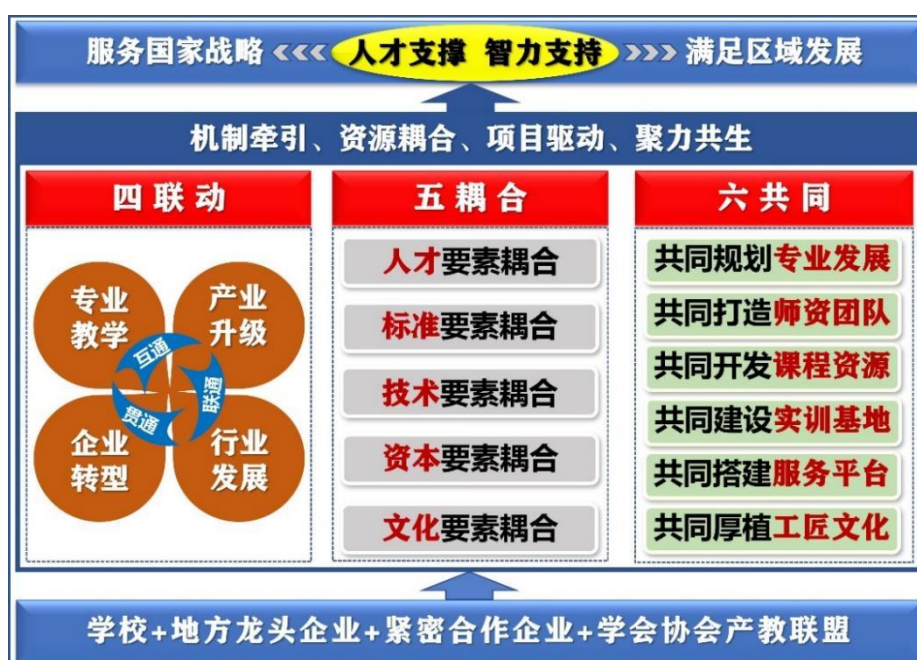 服务国家战略 <<< 人才支撑 智力支持 >>> 满足区域发展
机制牵引、资源耦合、项目驱动、聚力共生
四联动
专业
教学
产业
升级
互通
联通
贯通
企业
转型
行业
发展
五耦合
人才要素耦合
标准要素耦合
技术要素耦合
资本要素耦合
文化要素耦合
六共同
共同规划专业发展
共同打造师资团队
共同开发课程资源
共同建设实训基地
共同搭建服务平台
共同厚植工匠文化
学校+地方龙头企业+紧密合作企业+学会协会产教联盟